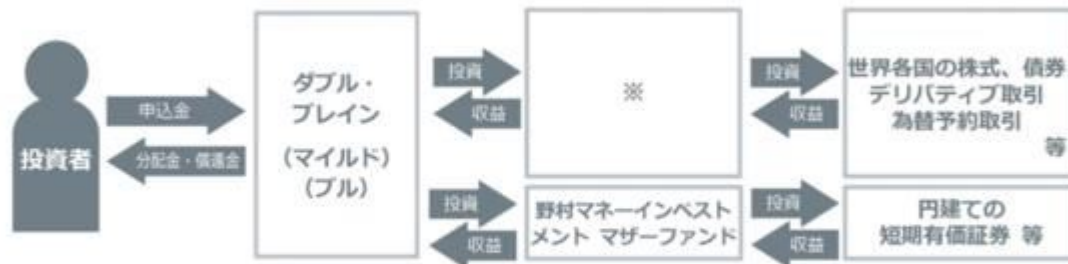 投資者
申込金
分配金・償還金
ダブル・
ブレイン
(マイルド)
(ブル)
投資
収益
※
投資
収益
世界各国の株式、債券
デリバティブ取引
為替予約取引
等
投資
収益
野村マネーインベスト
メント マザーファンド
投資
収益
円建ての
短期有価証券 等